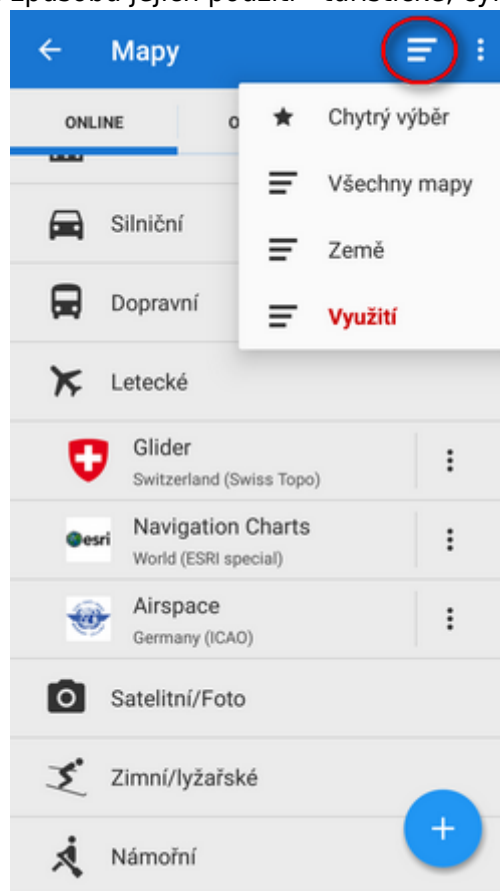 Mapy
ONLINE
Chytrý výběr
Všechny mapy
Země
Využití
Silniční
Dopravní
Letecké
Glider
Switzerland (Swiss Topo)
esri
Navigation Charts
World (ESRI special)
Airspace
Germany (ICAO)
Satelitní/Foto
Zimní/lyžařské
Námořní